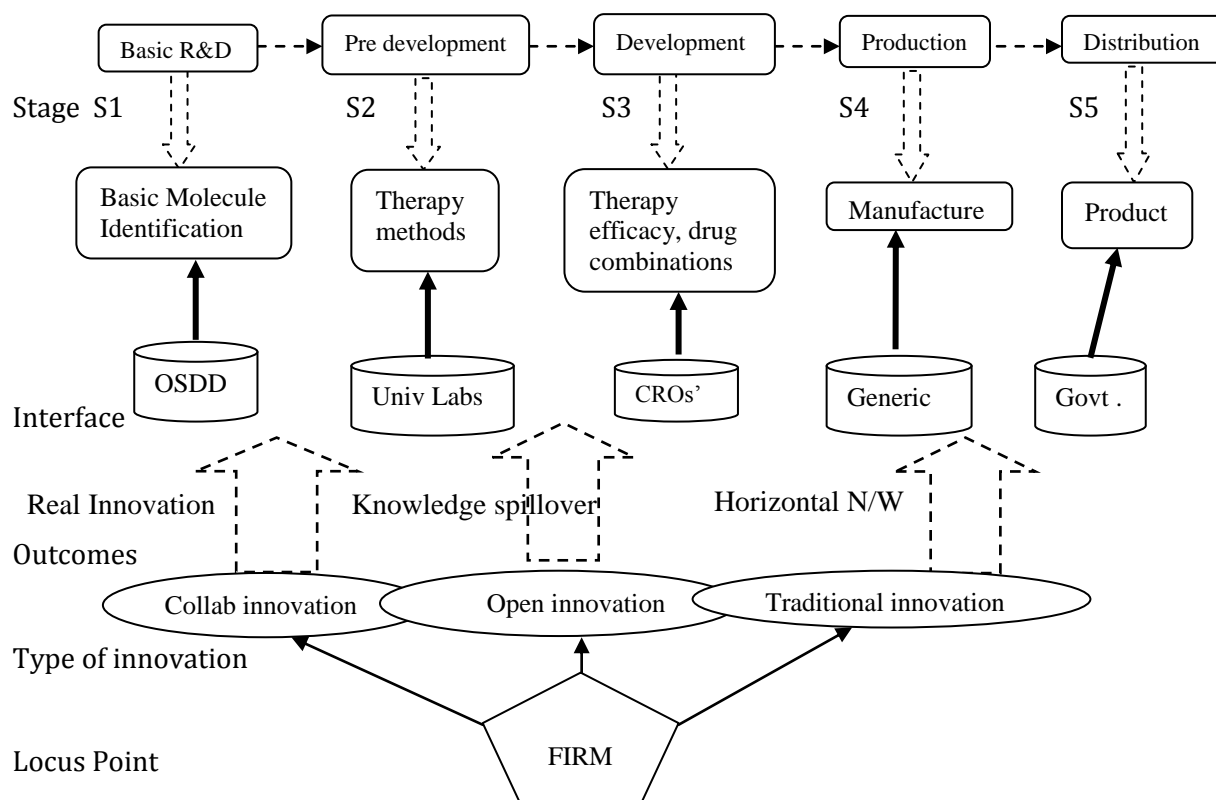 Basic R&D
Pre development
Development
Production
Distribution
Stage S1
S2
S3
S4
S5
Basic Molecule
Identification
Therapy
methods
Therapy
efficacy, drug
combinations
Manufacture
Product
OSDD
Univ Labs
CROs’
Generic
Govt .
Interface
Real Innovation
Knowledge spillover
Horizontal N/W
Outcomes
Collab innovation
Open innovation
Traditional innovation
Type of innovation
FIRM
Locus Point